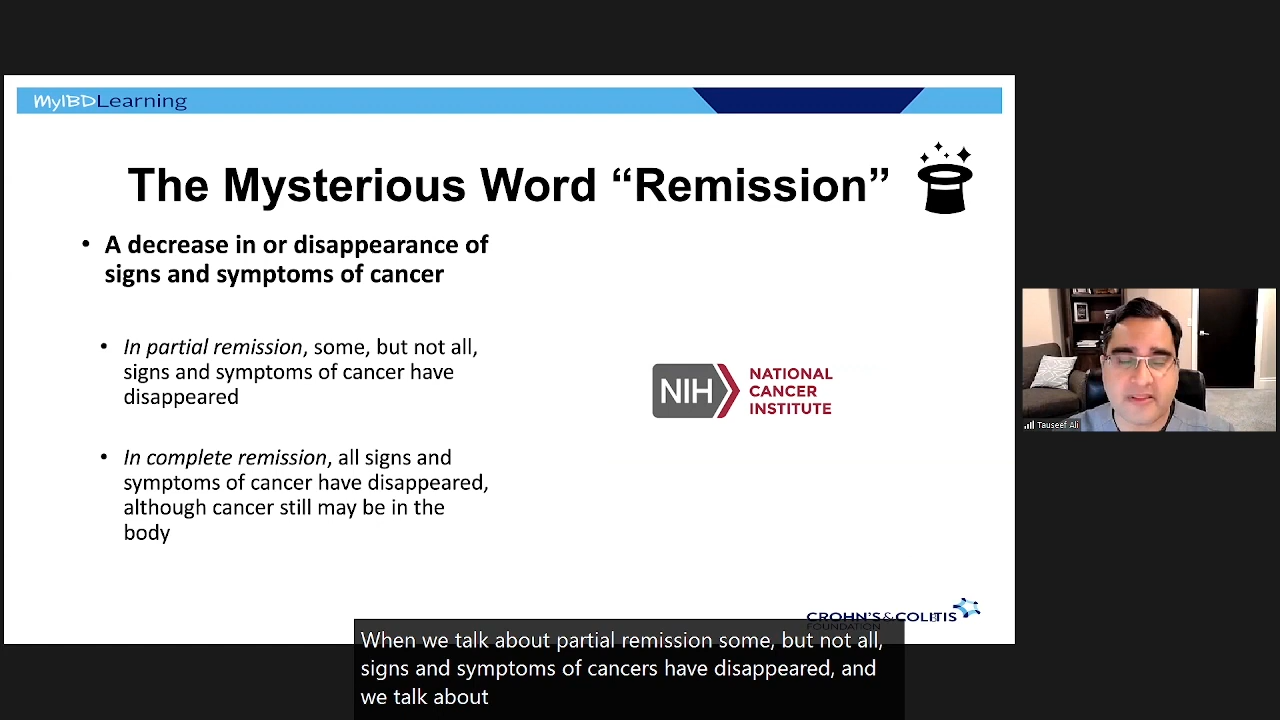 MyIBDLearning
The Mysterious Word “Remission”
• A decrease in or disappearance of
signs and symptoms of cancer
• In partial remission, some, but not all,
signs and symptoms of cancer have
disappeared
• In complete remission, all signs and
symptoms of cancer have disappeared,
although cancer still may be in the
body
NIH
NATIONAL
CANCER
INSTITUTE
Tauseef Ali
CROHN'S & COLITIS
FOUNDATION
When we talk about partial remission some, but not all,
signs and symptoms of cancers have disappeared, and
we talk about